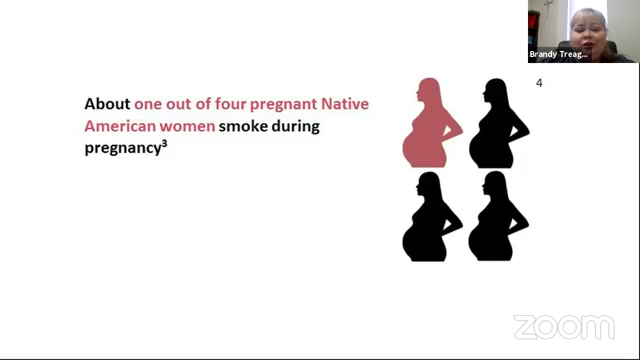 Brandy Treag...
4
About one out of four pregnant Native
American women smoke during
pregnancy³
zoom